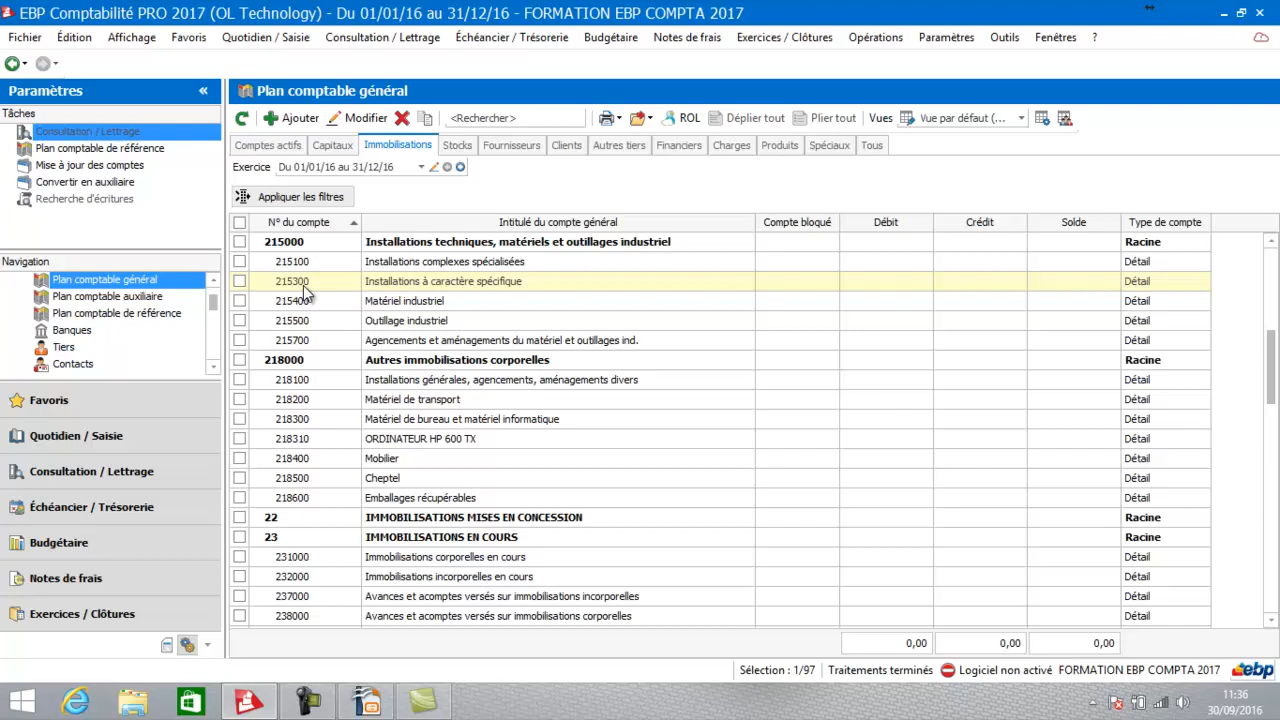 EBP Comptabilité PRO 2017 (OL Technology) - Du 01/01/16 au 31/12/16 - FORMATION EBP COMPTA 2017
Fichier Édition Affichage Favoris Quotidien / Saisie Consultation / Lettrage Échéancier / Trésorerie Budgétaire Notes de frais Exercices / Clôtures Opérations Paramètres Outils Fenêtres ?
Paramètres «
Tâches
Consultation / Lettrage
Plan comptable de référence
Mise à jour des comptes
Convertir en auxiliaire
Recherche d'écritures
Navigation
Plan comptable général
Plan comptable auxiliaire
Plan comptable de référence
Banques
Tiers
Contacts
Favoris
Quotidien / Saisie
Consultation / Lettrage
Échéancier / Trésorerie
Budgétaire
Notes de frais
Exercices / Clôtures
Plan comptable général
Ajouter Modifier <Rechercher> ROL Déplier tout Plier tout Vues Vue par défaut (...
Comptes actifs Capitaux Immobilisations Stocks Fournisseurs Clients Autres tiers Financiers Charges Produits Spéciaux Tous
Exercice Du 01/01/16 au 31/12/16
Appliquer les filtres
N° du compte Intitulé du compte général Compte bloqué Débit Crédit Solde Type de compte
215000 Installations techniques, matériels et outillages industriel Racine
215100 Installations complexes spécialisées Détail
215300 Installations à caractère spécifique Détail
215400 Matériel industriel Détail
215500 Outillage industriel Détail
215700 Agencements et aménagements du matériel et outillages ind. Détail
218000 Autres immobilisations corporelles Racine
218100 Installations générales, agencements, aménagements divers Détail
218200 Matériel de transport Détail
218300 Matériel de bureau et matériel informatique Détail
218310 ORDINATEUR HP 600 TX Détail
218400 Mobilier Détail
218500 Cheptel Détail
218600 Emballages récupérables Détail
22 IMMOBILISATIONS MISES EN CONCESSION Racine
23 IMMOBILISATIONS EN COURS Racine
231000 Immobilisations corporelles en cours Détail
232000 Immobilisations incorporelles en cours Détail
237000 Avances et acomptes versés sur immobilisations incorporelles Détail
238000 Avances et acomptes versés sur immobilisations corporelles Détail
0,00 0,00 0,00
Sélection : 1/97 Traitements terminés Logiciel non activé FORMATION EBP COMPTA 2017 ebp
11:36
30/09/2016